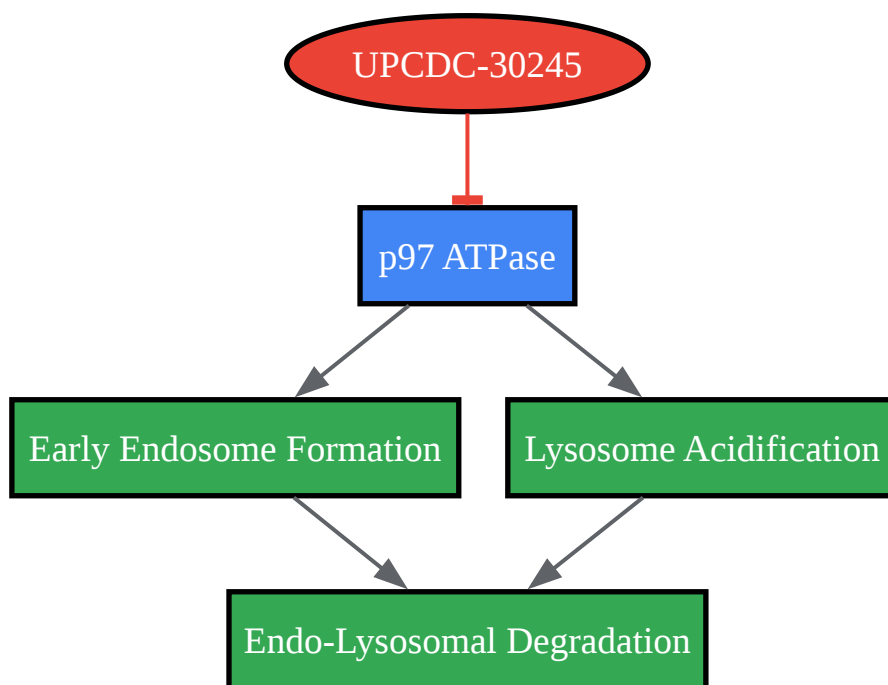 UPCDC-30245
p97 ATPase
Early Endosome Formation
Lysosome Acidification
Endo-Lysosomal Degradation